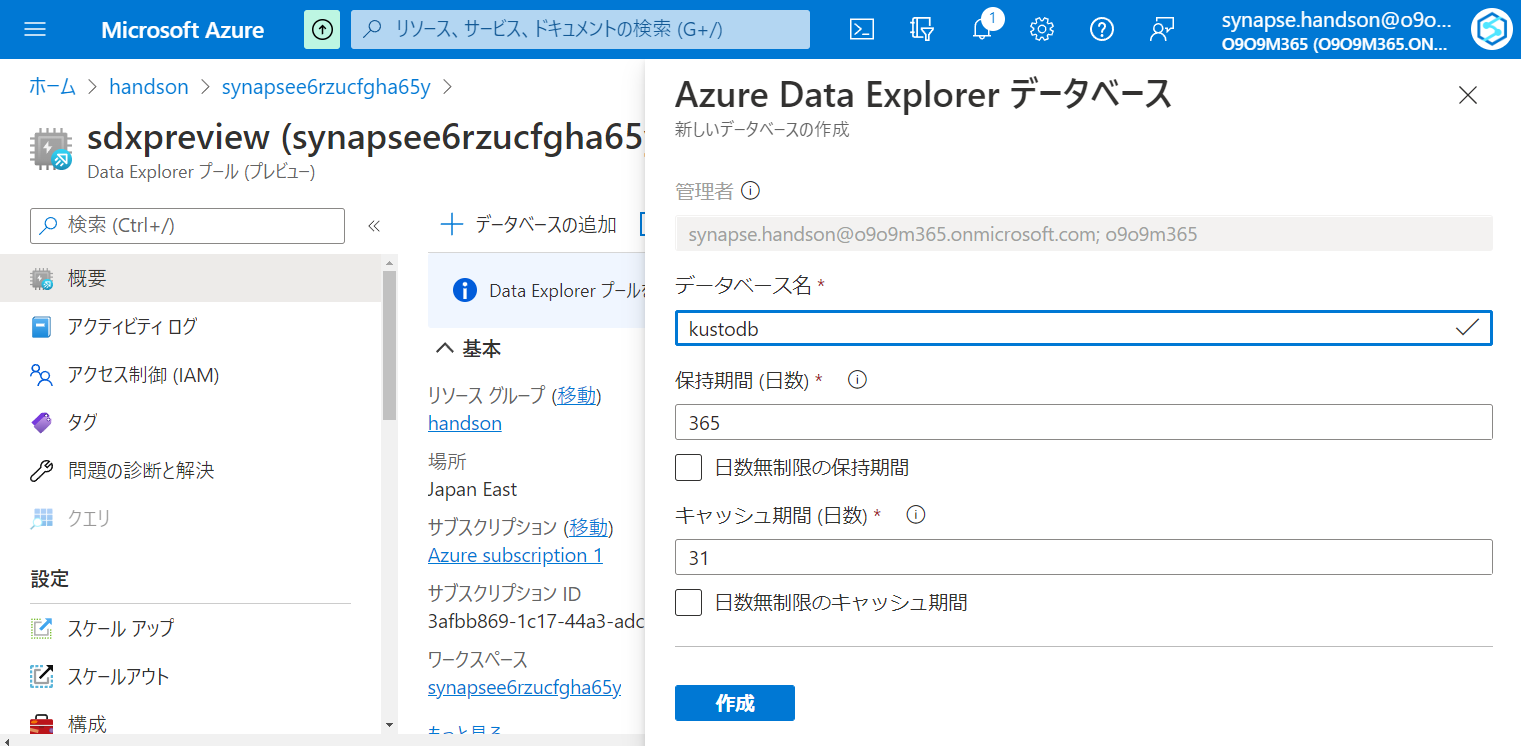 Microsoft Azure
リソース、サービス、ドキュメントの検索 (G+/)
1
synapse.handson@o9o...
O9O9M365 (O9O9M365.ON...
ホーム > handson > synapsee6rzucfgha65y >
sdxpreview (synapsee6rzucfgha65
Data Explorer プール (プレビュー)
検索 (Ctrl+/)
概要
アクティビティ ログ
アクセス制御 (IAM)
タグ
問題の診断と解決
クエリ
設定
スケール アップ
スケールアウト
構成
データベースの追加
Data Explorer プール
基本
リソース グループ (移動)
handson
場所
Japan East
サブスクリプション (移動)
Azure subscription 1
サブスクリプション ID
3afbb869-1c17-44a3-adc
ワークスペース
synapsee6rzucfgha65y
もっと見る
Azure Data Explorer データベース
新しいデータベースの作成
管理者
synapse.handson@o9o9m365.onmicrosoft.com; o9o9m365
データベース名 *
kustodb
保持期間 (日数) *
365
日数無制限の保持期間
キャッシュ期間 (日数) *
31
日数無制限のキャッシュ期間
作成